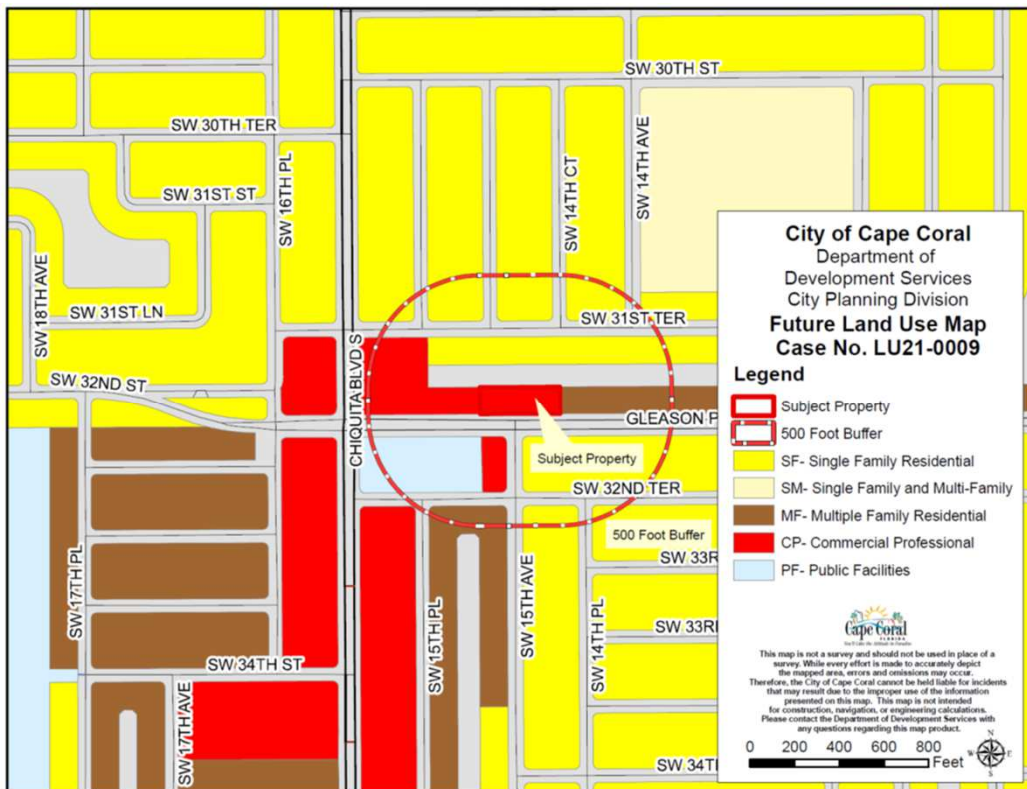 SW 30TH ST
SW 30TH TER
SW 31ST ST
SW 16TH PL
SW 14TH CT
SW 14TH AVE
SW 18TH AVE
SW 31ST LN
SW 31ST TER
SW 32ND ST
CHIQUITA BLVD S
GLEASON P
Subject Property
SW 32ND TER
500 Foot Buffer
SW 33R
SW 17TH PL
SW 15TH PL
SW 15TH AVE
SW 14TH PL
SW 33R
SW 34TH ST
SW 17TH AVE
SW 34T
City of Cape Coral
Department of
Development Services
City Planning Division
Future Land Use Map
Case No. LU21-0009
Legend
Subject Property
500 Foot Buffer
SF- Single Family Residential
SM- Single Family and Multi-Family
MF- Multiple Family Residential
CP- Commercial Professional
PF- Public Facilities
Cape Coral
FLORIDA
This map is not a survey and should not be used in place of a
survey. While every effort is made to accurately depict
the mapped area, errors and omissions may occur.
Therefore, the City of Cape Coral cannot be held liable for incidents
that may result due to the improper use of the information
presented on this map. This map is not intended
for construction, navigation, or engineering calculations.
Please contact the Department of Development Services with
any questions regarding this map product.
0 200 400 600 800
Feet
N
W E
S